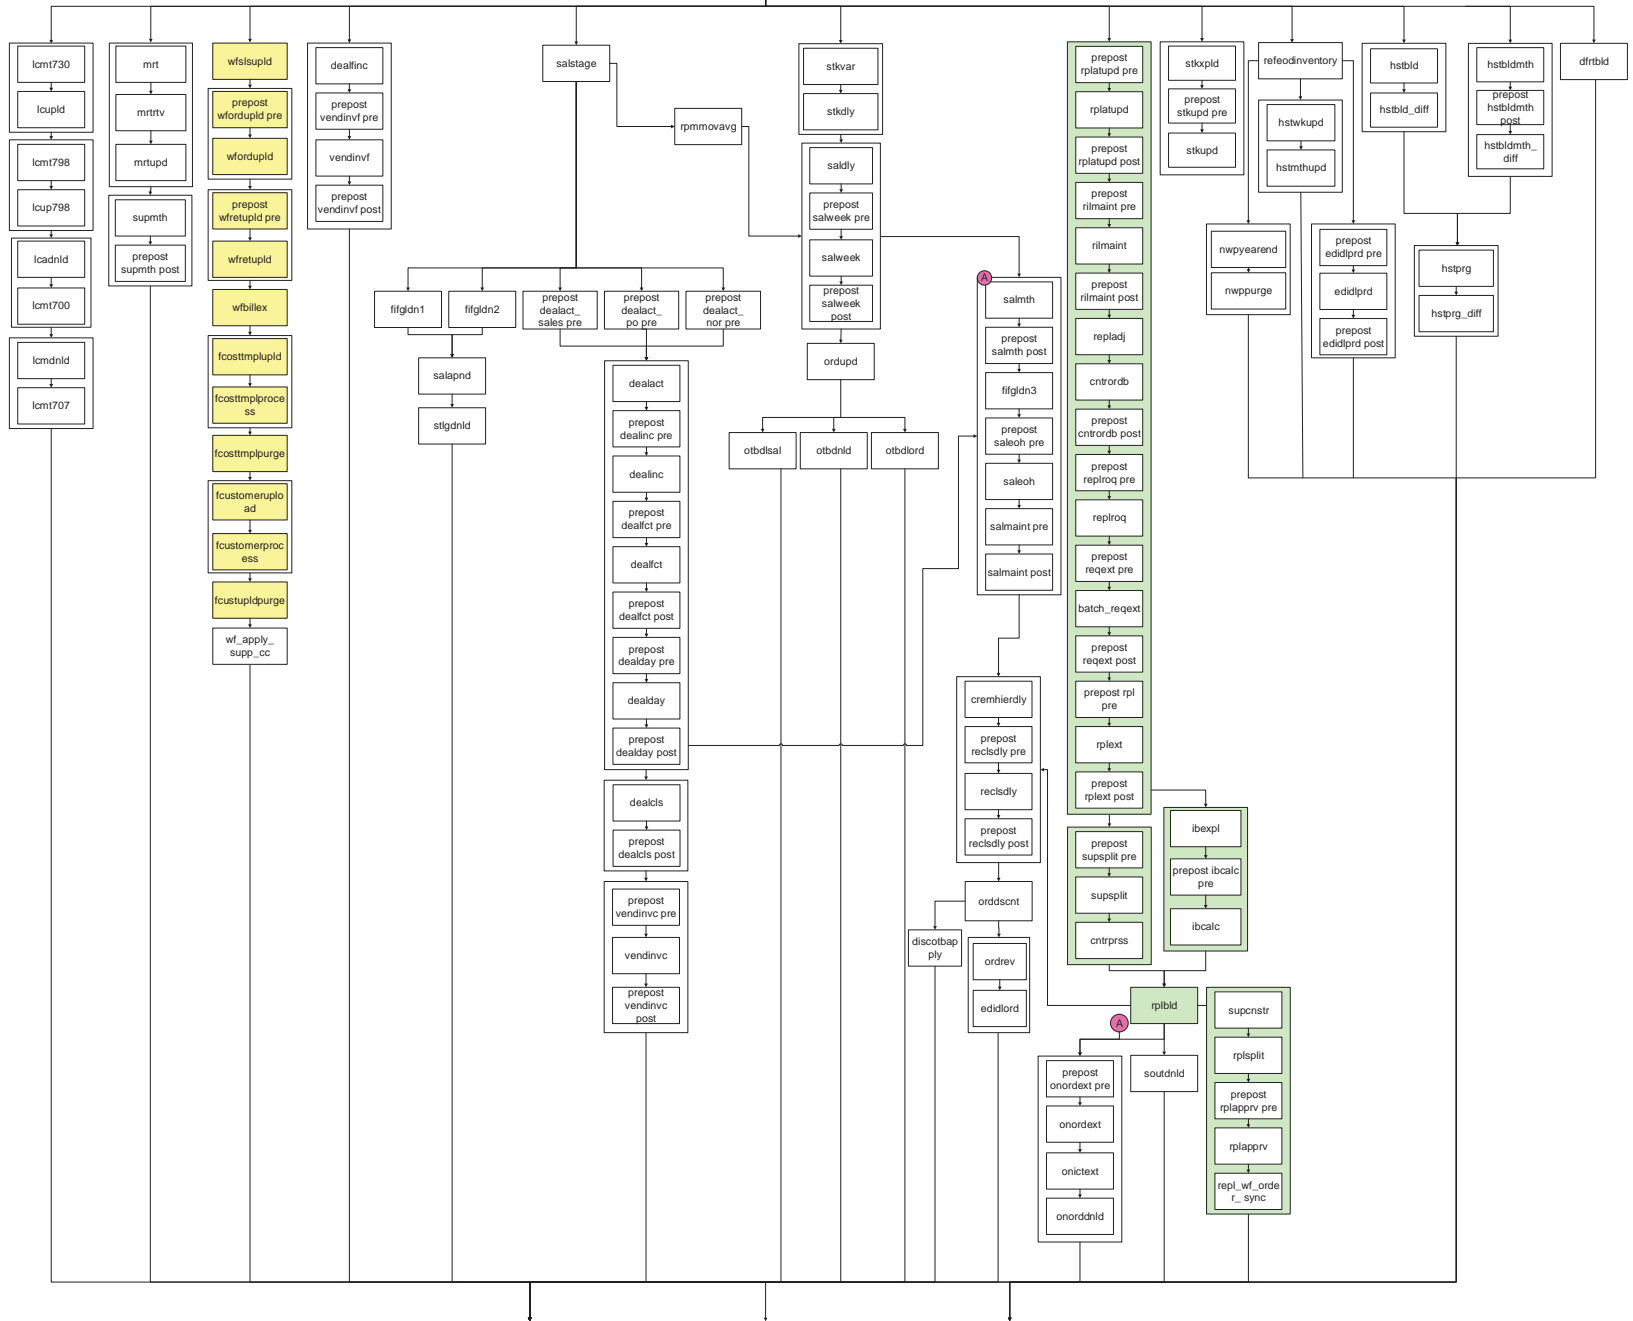 lcmt730
lcupld
lcmt798
lcup798
lcadnld
lcmt700
lcmdnld
lcmt707
mrt
mrtrtv
mrtupd
supmth
prepost
supmth post
wfslsupld
prepost
wfordupld pre
wfordupld
prepost
wfretupld pre
wfretupld
wfbillex
fcosttmplupld
fcosttmplproce
ss
fcosttmplpurge
fcustomeruplo
ad
fcustomerproc
ess
fcustupldpurge
wf_apply_
supp_cc
dealfinc
prepost
vendinvf pre
vendinvf
prepost
vendinvf post
salstage
rpmmovavg
fifgldn1
fifgldn2
prepost
dealact_
sales pre
prepost
dealact_
po pre
prepost
dealact_
nor pre
salapnd
stlgdnld
dealact
prepost
dealinc pre
dealinc
prepost
dealfct pre
dealfct
prepost
dealfct post
prepost
dealday pre
dealday
prepost
dealday post
dealcls
prepost
dealcls post
prepost
vendinvc pre
vendinvc
prepost
vendinvc
post
stkvar
stkdly
saldly
prepost
salweek pre
salweek
prepost
salweek
post
ordupd
otbdlsal
otbdnld
otbdlord
A
salmth
prepost
salmth post
fifgldn3
prepost
saleoh pre
saleoh
salmaint pre
salmaint post
cremhierdly
prepost
reclsdly pre
reclsdly
prepost
reclsdly post
orddscnt
discotbap
ply
ordrev
edidlord
prepost
rplatupd pre
rplatupd
prepost
rplatupd post
prepost
rilmaint pre
rilmaint
prepost
rilmaint post
repladj
cntrordb
prepost
cntrordb post
prepost
replroq pre
replroq
prepost
reqext pre
batch_reqext
prepost
reqext post
prepost rpl
pre
rplext
prepost
rplext post
prepost
supsplit pre
supsplit
cntrprss
ibexpl
prepost ibcalc
pre
ibcalc
rplbld
A
prepost
onordext pre
onordext
onictext
onorddnld
soutdnld
supcnstr
rplsplit
prepost
rplapprv pre
rplapprv
repl_wf_orde
r_ sync
stkxpld
prepost
stkupd pre
stkupd
refeodinventory
hstwkupd
hstmthupd
nwpyearend
nwppurge
prepost
edidlprd pre
edidlprd
prepost
edidlprd post
hstbld
hstbld_diff
hstbldmth
prepost
hstbldmth
post
hstbldmth_
diff
hstprg
hstprg_diff
dfrtbld